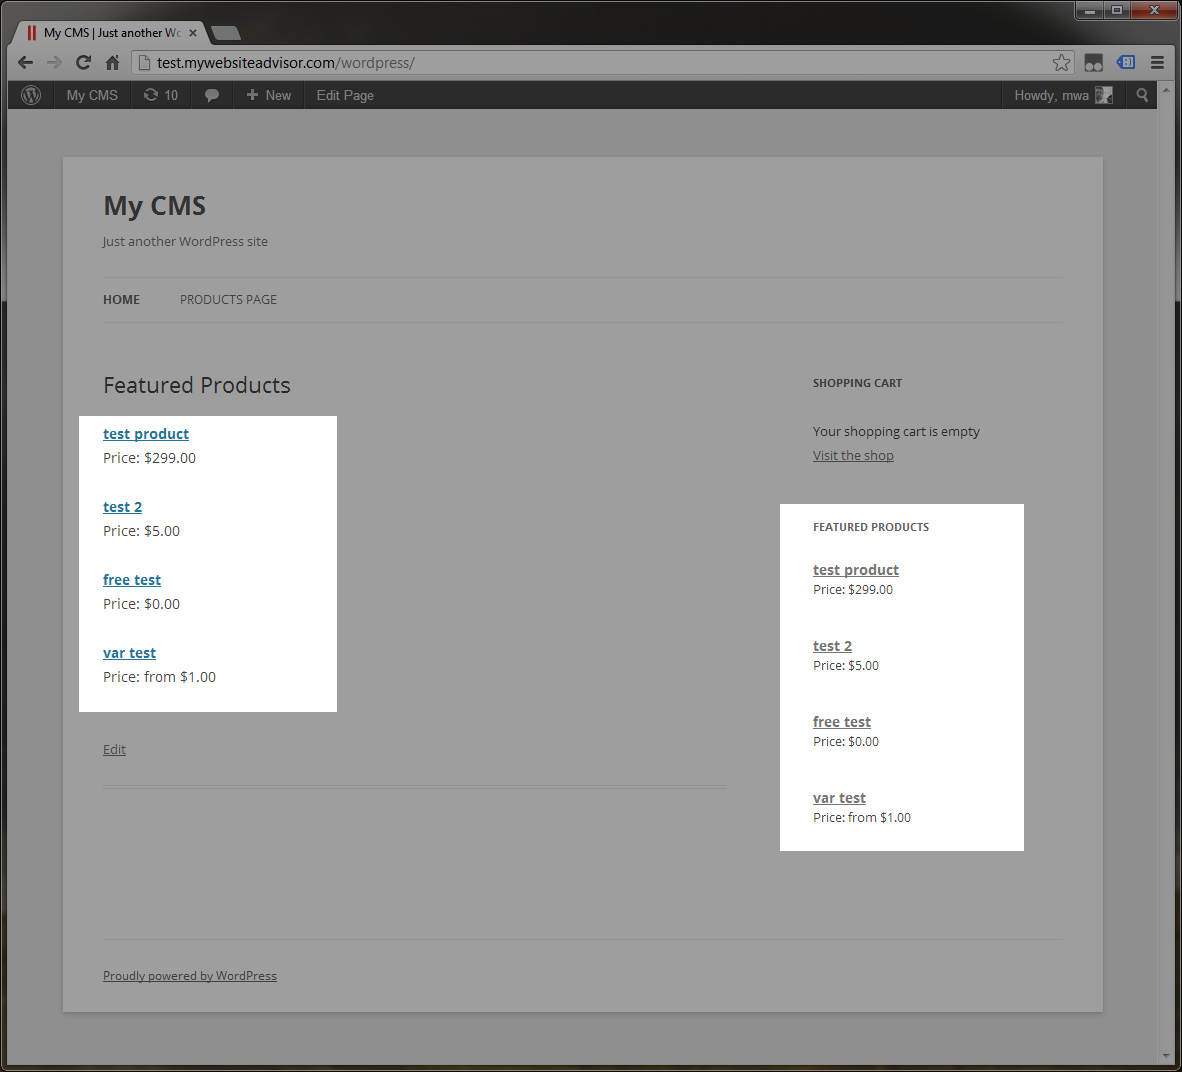 My CMS | Just another Wo
test.mywebsiteadvisor.com/wordpress/
My CMS 10 New Edit Page Howdy, mwa
My CMS
Just another WordPress site
HOME PRODUCTS PAGE
Featured Products
test product
Price: $299.00
test 2
Price: $5.00
free test
Price: $0.00
var test
Price: from $1.00
Edit
SHOPPING CART
Your shopping cart is empty
Visit the shop
FEATURED PRODUCTS
test product
Price: $299.00
test 2
Price: $5.00
free test
Price: $0.00
var test
Price: from $1.00
Proudly powered by WordPress